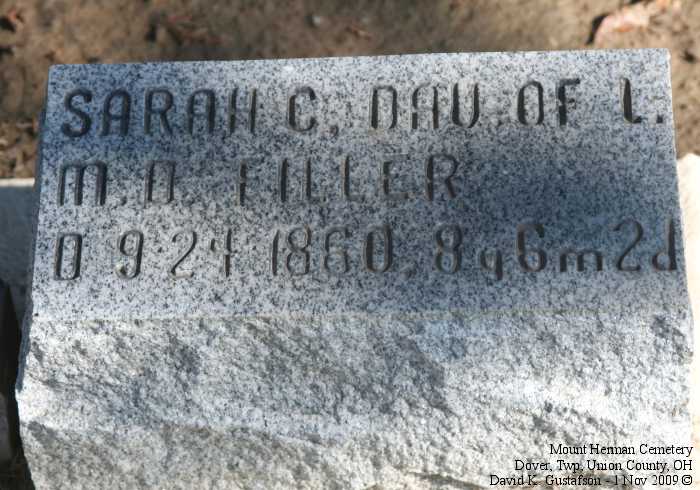 SARAH C. DAU. OF L.
M. D. FILLER
D 9·24 1860, 8y6m2d
Mount Herman Cemetery
Dover, Twp, Union County, OH
David K. Gustafson - 1 Nov 2009 ©